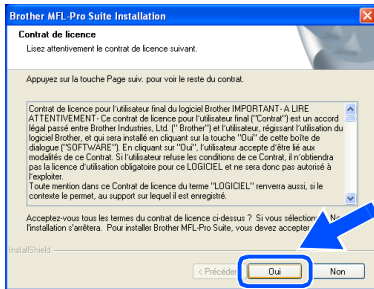 Brother MFL-Pro Suite Installation
Contrat de licence
Lisez attentivement le contrat de licence suivant.
Appuyez sur la touche Page suiv. pour voir le reste du contrat.
Contrat de licence pour l'utilisateur final du logiciel Brother IMPORTANT- A LIRE
ATTENTIVEMENT- Ce contrat de licence pour l'utilisateur final ("Contrat") est un accord
légal passé entre Brother Industries, Ltd. (" Brother") et l'utilisateur, régissant l'utilisation du
logiciel Brother, et qui sera installé en cliquant sur la touche "Oui" de cette boîte de
dialogue ("SOFTWARE"). En cliquant sur "Oui", l'utilisateur accepte d'être lié aux
modalités de ce Contrat. Si l'utilisateur refuse les conditions de ce Contrat, il n'obtiendra
pas la licence d'utilisation obligatoire pour ce LOGICIEL et ne sera donc pas autorisé à
l'exploiter.
Toute mention dans ce Contrat de licence du terme "LOGICIEL" renverra aussi, si le
contexte le permet, au support sur lequel il est enregistré.
Acceptez-vous tous les termes du contrat de licence ci-dessus ? Si vous
l'installation s'arrêtera. Pour installer Brother MFL-Pro Suite, vous devez accepter
InstallShield
Oui
Non